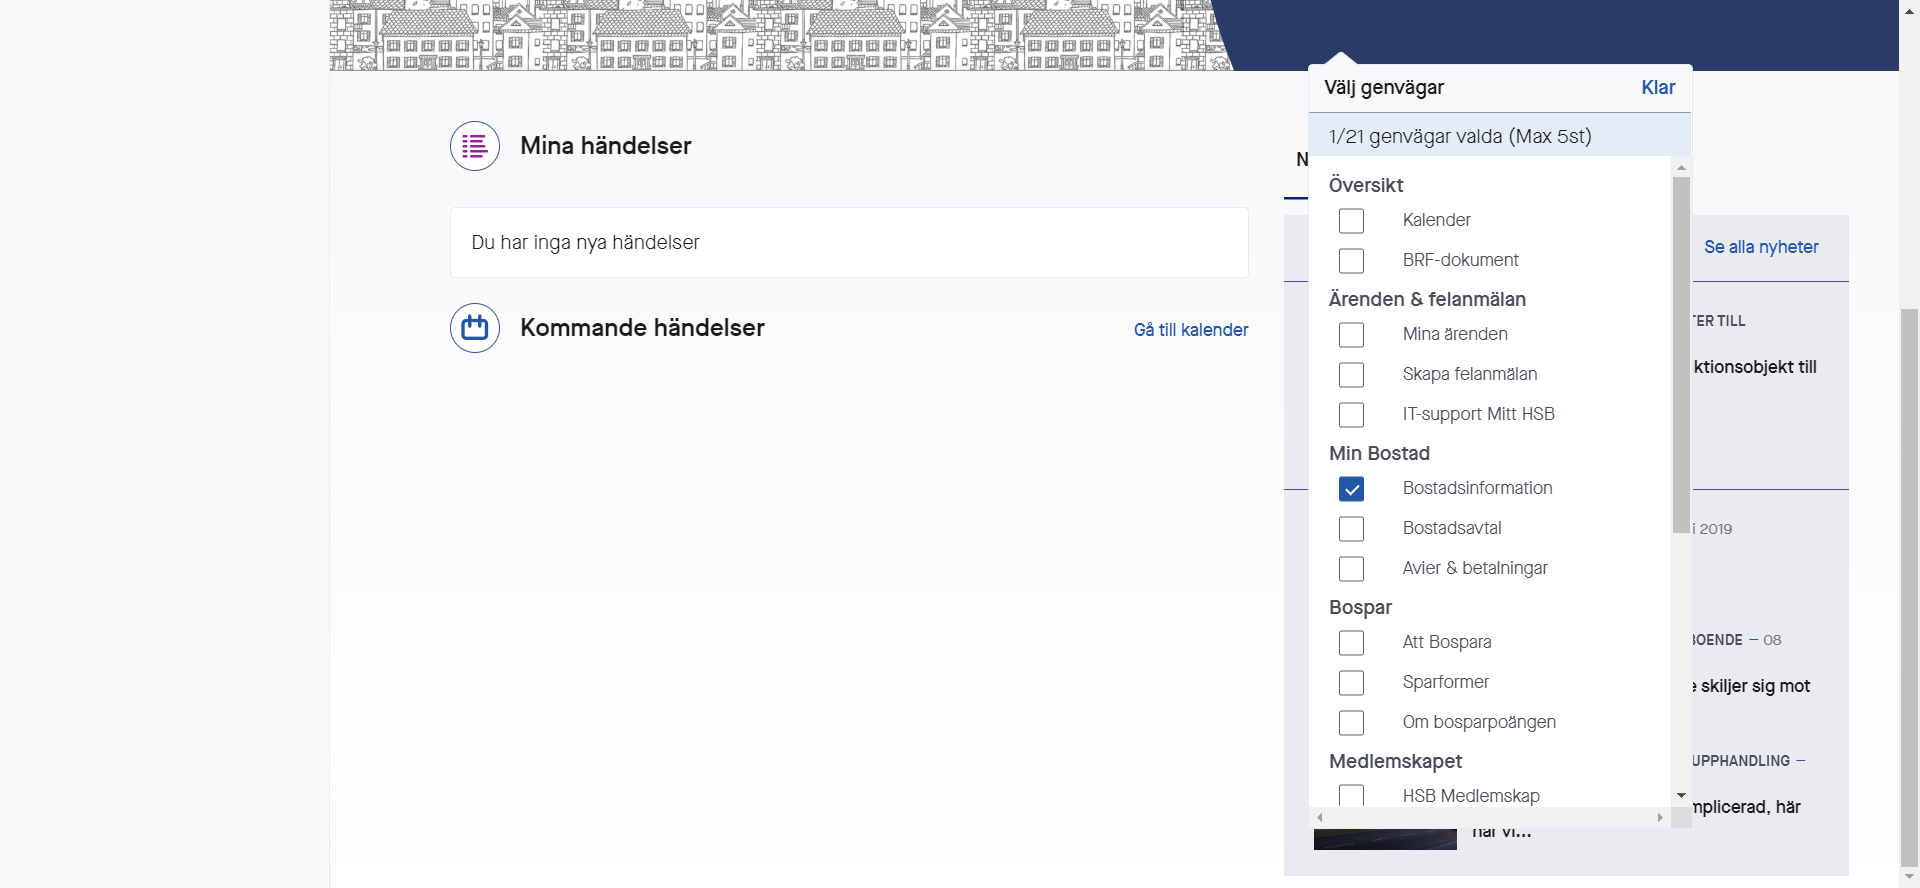 Välj genvägar
Klar
1/21 genvägar valda (Max 5st)
Översikt
Kalender
BRF-dokument
Ärenden & felanmälan
Mina ärenden
Skapa felanmälan
IT-support Mitt HSB
Min Bostad
Bostadsinformation
Bostadsavtal
Avier & betalningar
Bospar
Att Bospara
Sparformer
Om bosparpoängen
Medlemskapet
HSB Medlemskap
Mina händelser
Du har inga nya händelser
Kommande händelser
Gå till kalender
N
Se alla nyheter
TILL
till
2019
BOENDE – 08
skiljer sig mot
UPPHANDLING –
här
har vi...